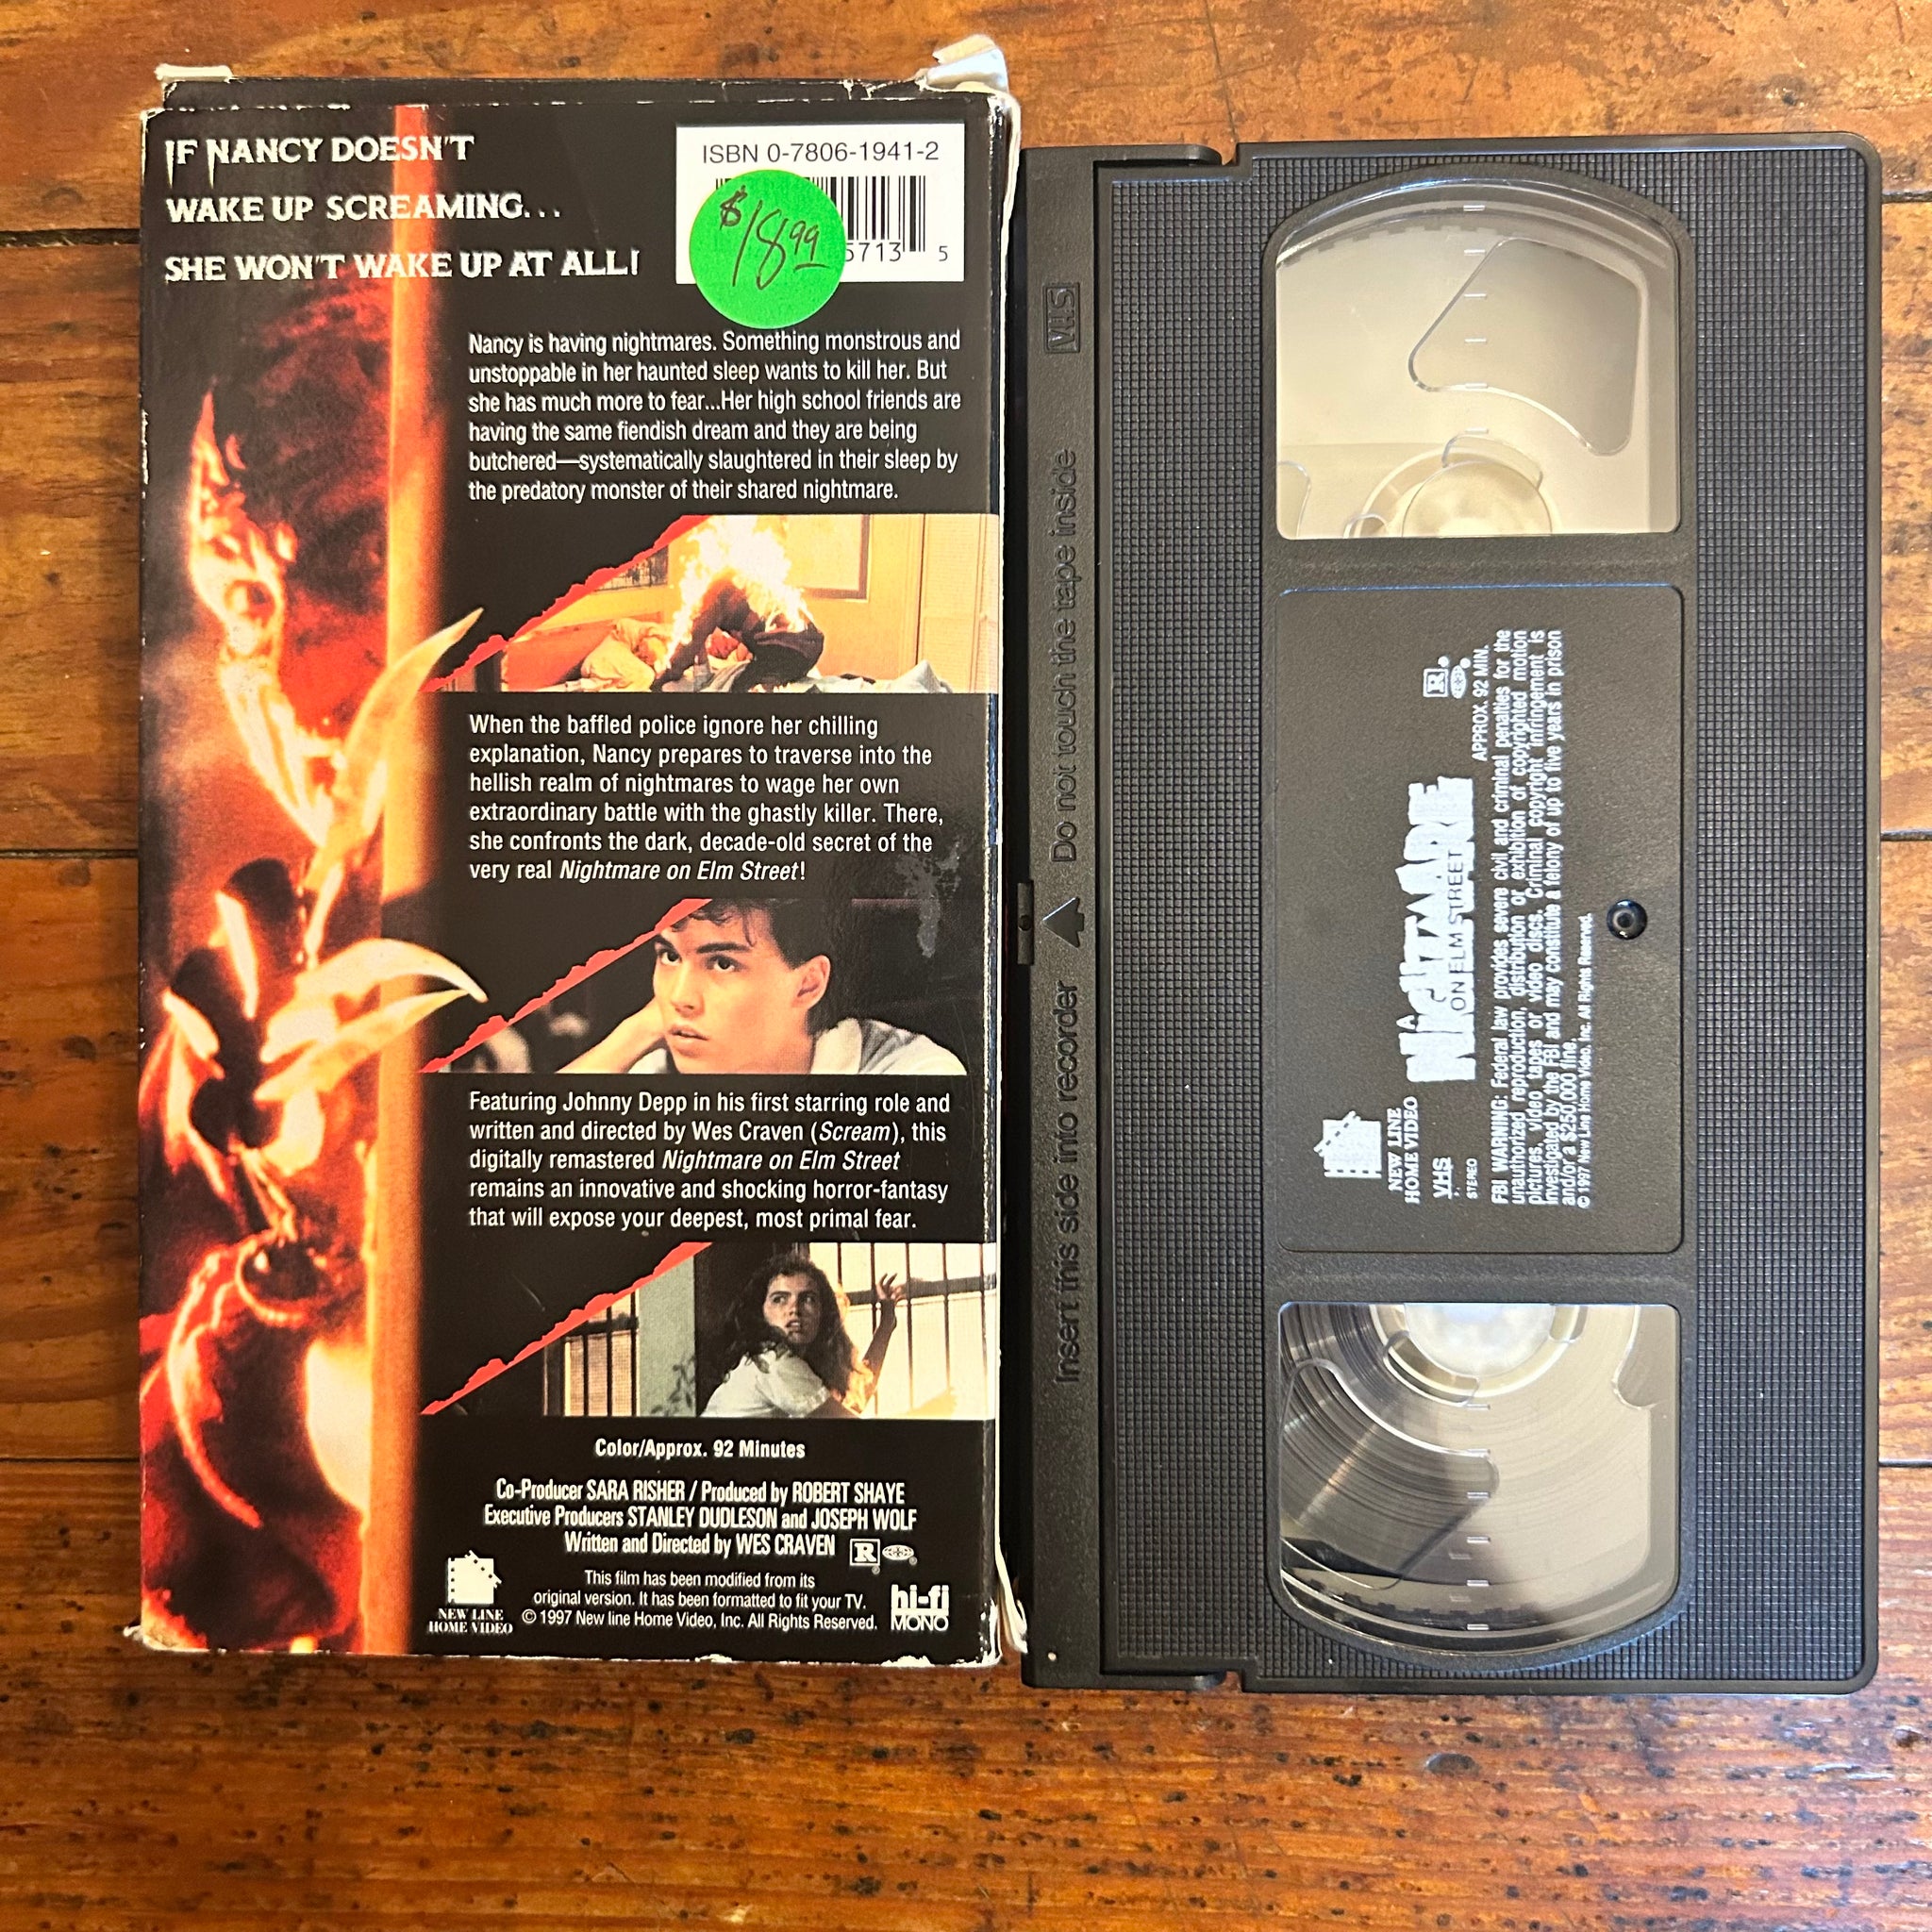 IF NANCY DOESN'T
WAKE UP SCREAMING...
SHE WON'T WAKE UP AT ALL!
ISBN 0-7806-1941-2
$18.99
5713 5
Nancy is having nightmares. Something monstrous and
unstoppable in her haunted sleep wants to kill her. But
she has much more to fear...Her high school friends are
having the same fiendish dream and they are being
butchered—systematically slaughtered in their sleep by
the predatory monster of their shared nightmare.
When the baffled police ignore her chilling
explanation, Nancy prepares to traverse into the
hellish realm of nightmares to wage her own
extraordinary battle with the ghastly killer. There,
she confronts the dark, decade-old secret of the
very real Nightmare on Elm Street!
Featuring Johnny Depp in his first starring role and
written and directed by Wes Craven (Scream), this
digitally remastered Nightmare on Elm Street
remains an innovative and shocking horror-fantasy
that will expose your deepest, most primal fear.
Color/Approx. 92 Minutes
Co-Producer SARA RISHER / Produced by ROBERT SHAYE
Executive Producers STANLEY DUDLESON and JOSEPH WOLF
Written and Directed by WES CRAVEN R
This film has been modified from its
original version. It has been formatted to fit your TV.
© 1997 New line Home Video, Inc. All Rights Reserved.
NEW LINE
HOME VIDEO
hi-fi
MONO
VHS
Insert this side into recorder Do not touch the tape inside
NEW LINE
HOME VIDEO
VHS
STEREO
A
NIGHTMARE
ON ELM STREET
R
APPROX. 92 MIN.
FBI WARNING: Federal law provides severe civil and criminal penalties for the
unauthorized reproduction, distribution or exhibition of copyrighted motion
pictures, video tapes or video discs. Criminal copyright infringement is
investigated by the FBI and may constitute a felony of up to five years in prison
and/or a $250,000 fine.
© 1997 New Line Home Video, Inc. All Rights Reserved.